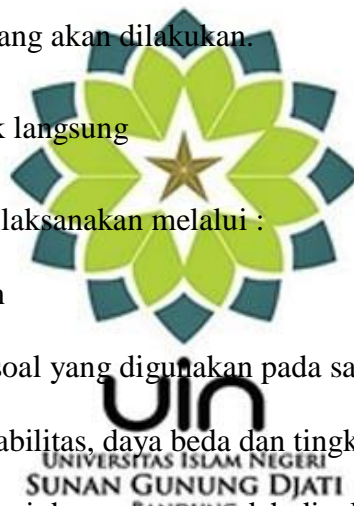 ang akan dilakukan.
k langsung
laksanakan melalui :
soal yang digunakan pada sa
uin
abilitas, daya beda dan tingk
UNIVERSITAS ISLAM NEGERI
SUNAN GUNUNG DJATI
BANDUNG